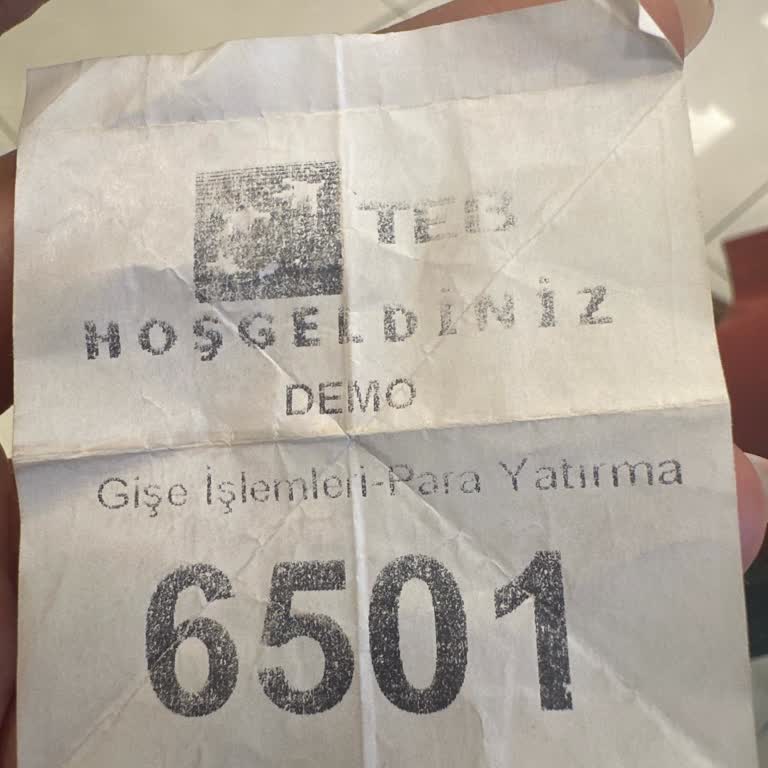 TEB
HOŞGELDİNİZ
DEMO
Gişe İşlemleri-Para Yatırma
6501